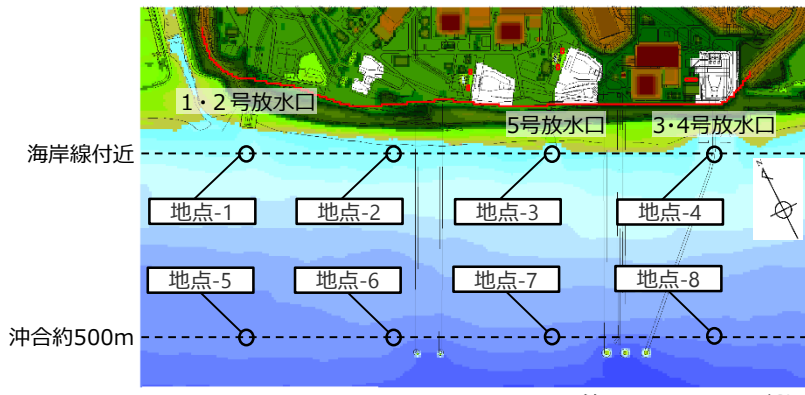 1・2号放水口
5号放水口
3・4号放水口
海岸線付近
地点-1
地点-2
地点-3
地点-4
地点-5
地点-6
地点-7
地点-8
沖合約500m